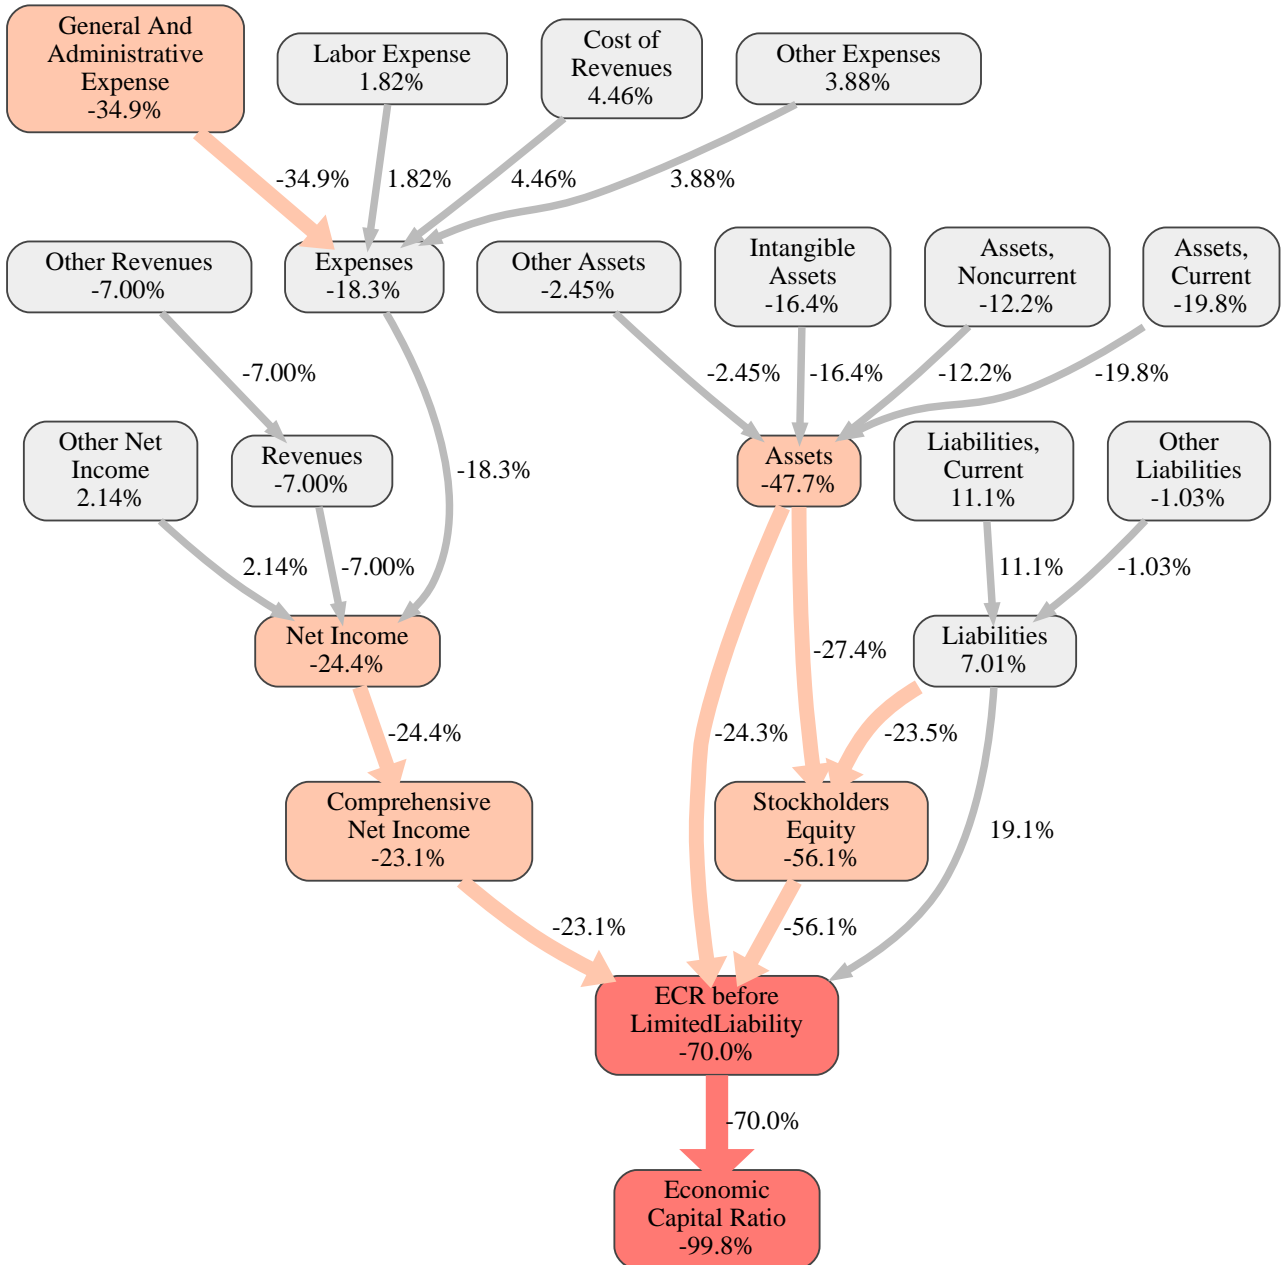 General And
Administrative
Expense
-34.9%
Labor Expense
1.82%
Cost of
Revenues
4.46%
Other Expenses
3.88%
-34.9%
1.82%
4.46%
3.88%
Other Revenues
-7.00%
Expenses
-18.3%
Other Assets
-2.45%
Intangible
Assets
-16.4%
Assets,
Noncurrent
-12.2%
Assets,
Current
-19.8%
-7.00%
-2.45%
-16.4%
-12.2%
-19.8%
Other Net
Income
2.14%
Revenues
-7.00%
-18.3%
Assets
-47.7%
Liabilities,
Current
11.1%
Other
Liabilities
-1.03%
2.14%
-7.00%
11.1%
-1.03%
Net Income
-24.4%
-27.4%
Liabilities
7.01%
-24.4%
-24.3%
-23.5%
Comprehensive
Net Income
-23.1%
Stockholders
Equity
-56.1%
19.1%
-23.1%
-56.1%
ECR before
LimitedLiability
-70.0%
-70.0%
Economic
Capital Ratio
-99.8%